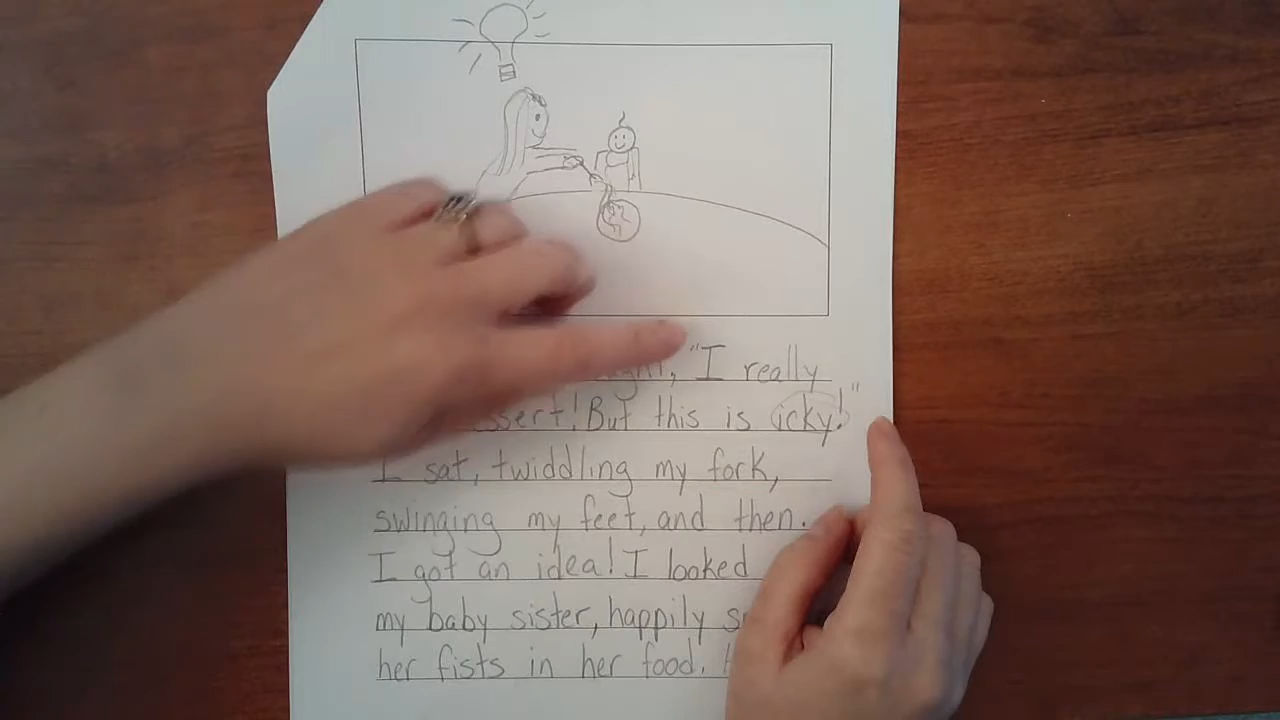 "I really
But this is icky!"
I sat, twiddling my fork,
swinging my feet, and then.
I got an idea! I looked
my baby sister, happily
her fists in her food.